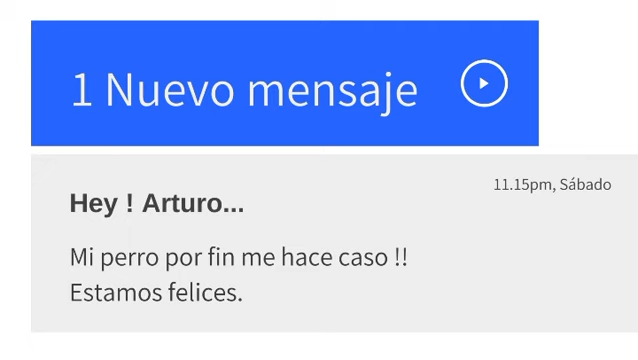 1 Nuevo mensaje
11.15pm, Sábado
Hey ! Arturo...
Mi perro por fin me hace caso !!
Estamos felices.